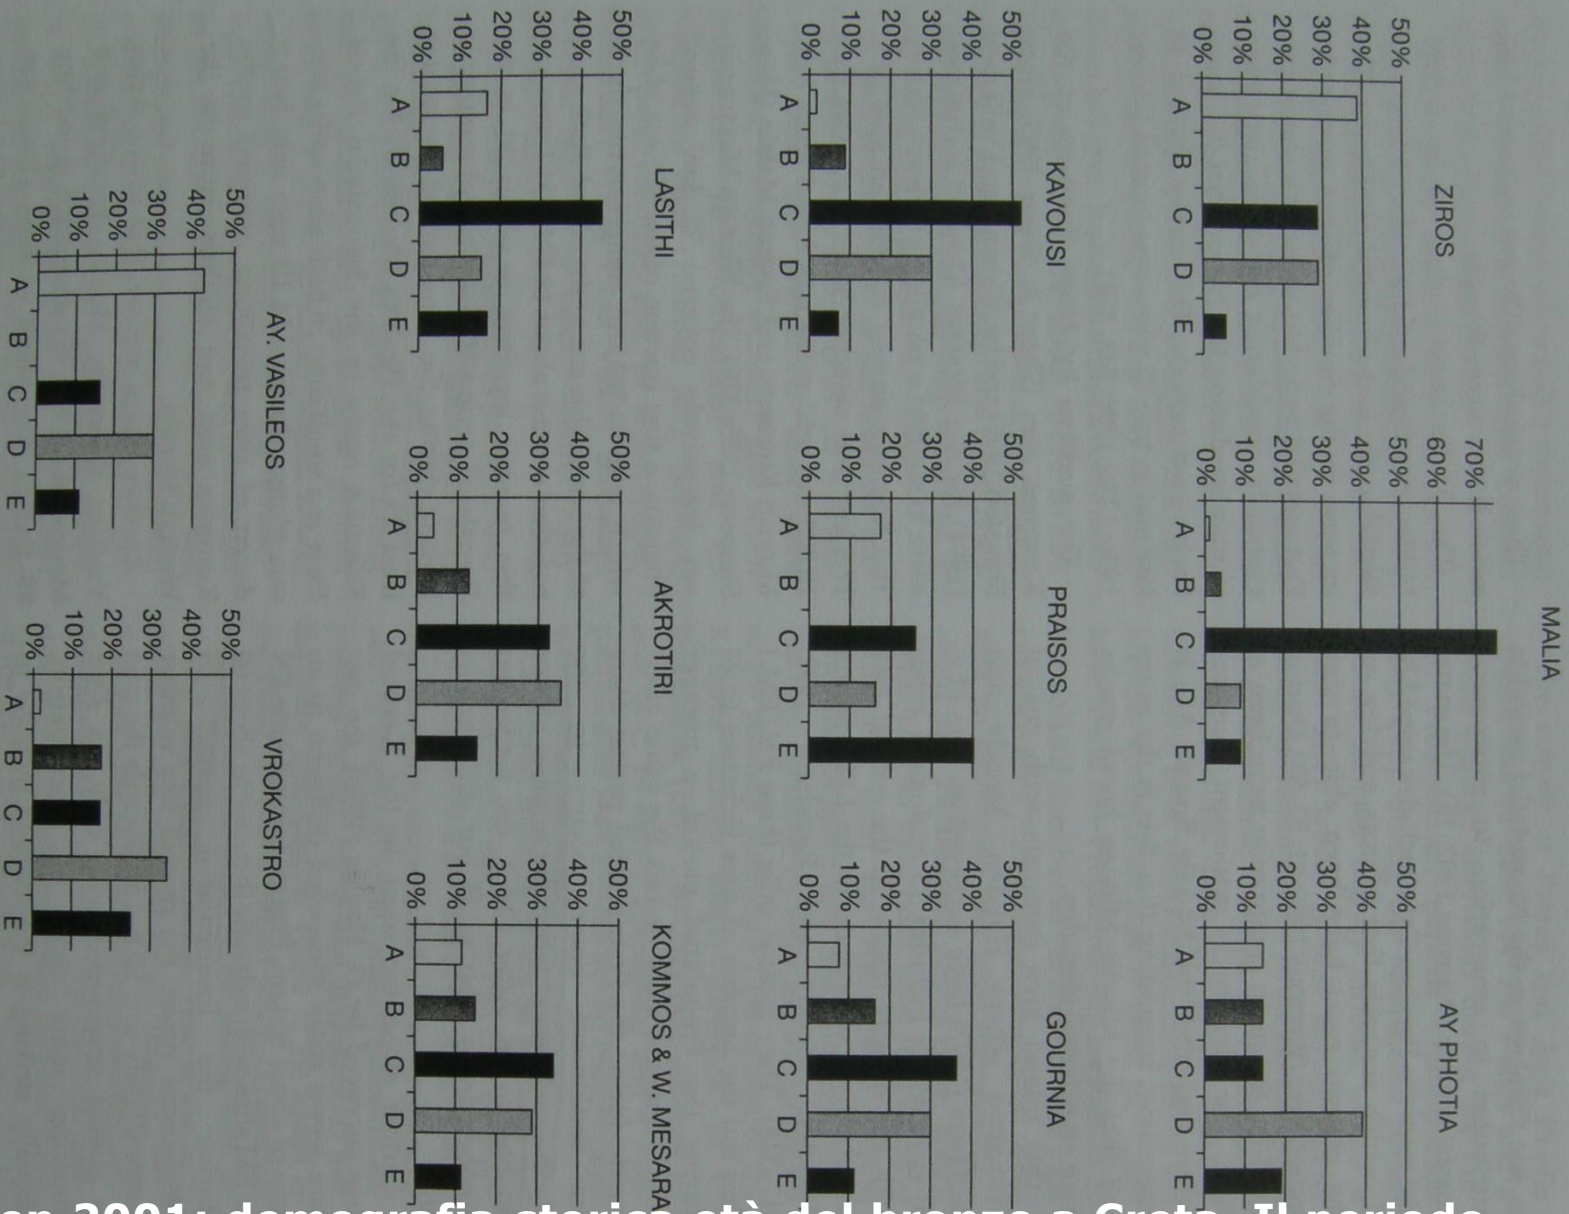 MALIA
ZIROS
50%
40%
30%
20%
10%
0%
A B C D E
70%
60%
50%
40%
30%
20%
10%
0%
A B C D E
AY PHOTIA
50%
40%
30%
20%
10%
0%
A B C D E
KAVOUSI
50%
40%
30%
20%
10%
0%
A B C D E
PRAISOS
50%
40%
30%
20%
10%
0%
A B C D E
GOURNIA
50%
40%
30%
20%
10%
0%
A B C D E
LASITHI
50%
40%
30%
20%
10%
0%
A B C D E
AKROTIRI
50%
40%
30%
20%
10%
0%
A B C D E
KOMMOS & W. MESARA
50%
40%
30%
20%
10%
0%
A B C D E
AY. VASILEOS
50%
40%
30%
20%
10%
0%
A B C D E
VROKASTRO
50%
40%
30%
20%
10%
0%
A B C D E
2001: demografia storica età del bronzo a Creta. Il periodo